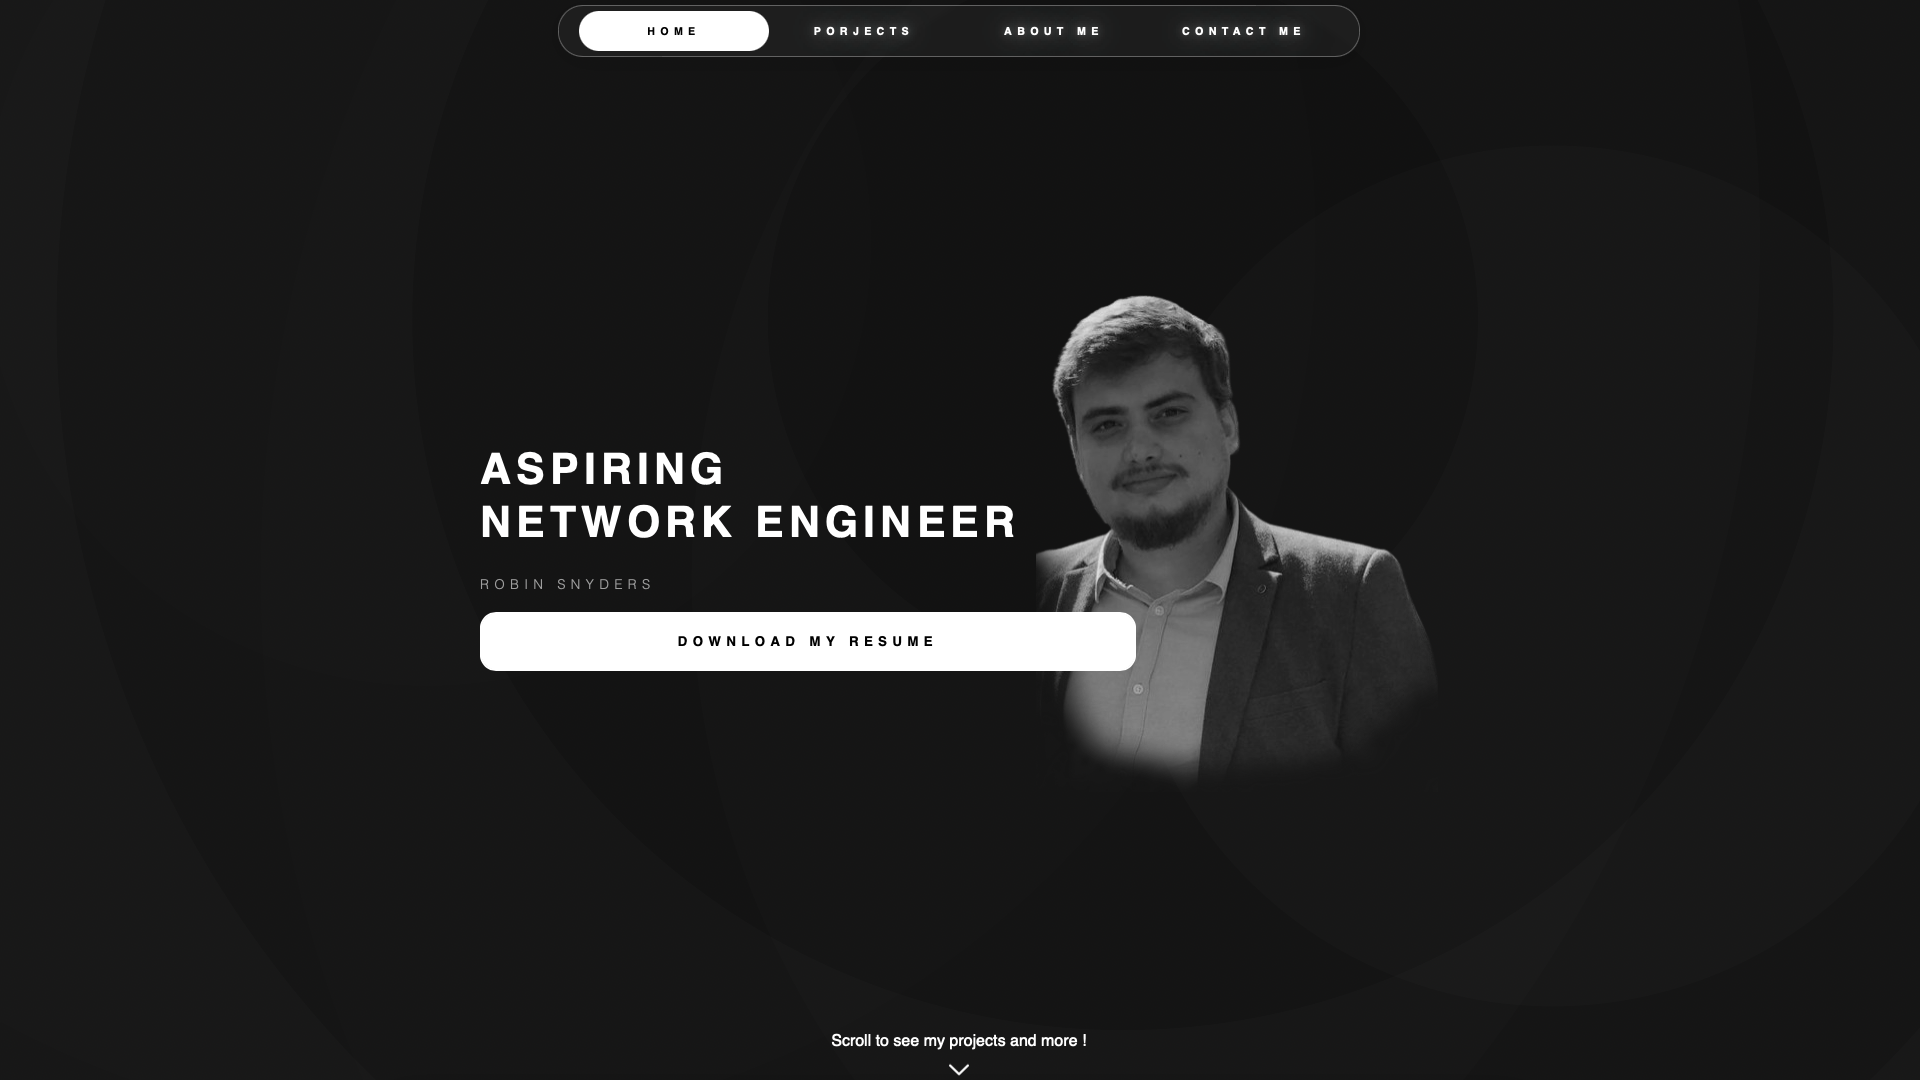 HOME
PORJECTS
ABOUT ME
CONTACT ME
ASPIRING
NETWORK ENGINEER
ROBIN SNYDERS
DOWNLOAD MY RESUME
Scroll to see my projects and more !